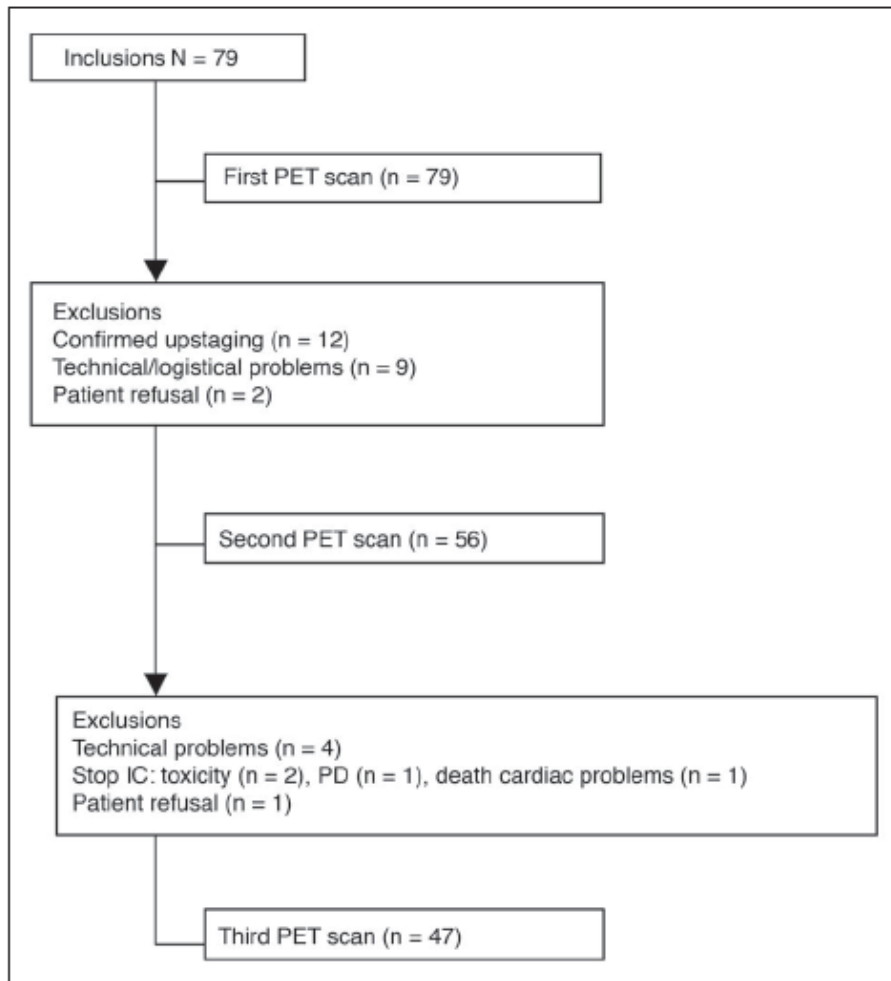 Inclusions N = 79
First PET scan (n = 79)
Exclusions
Confirmed upstaging (n = 12)
Technical/logistical problems (n = 9)
Patient refusal (n = 2)
Second PET scan (n = 56)
Exclusions
Technical problems (n = 4)
Stop IC: toxicity (n = 2), PD (n = 1), death cardiac problems (n = 1)
Patient refusal (n = 1)
Third PET scan (n = 47)